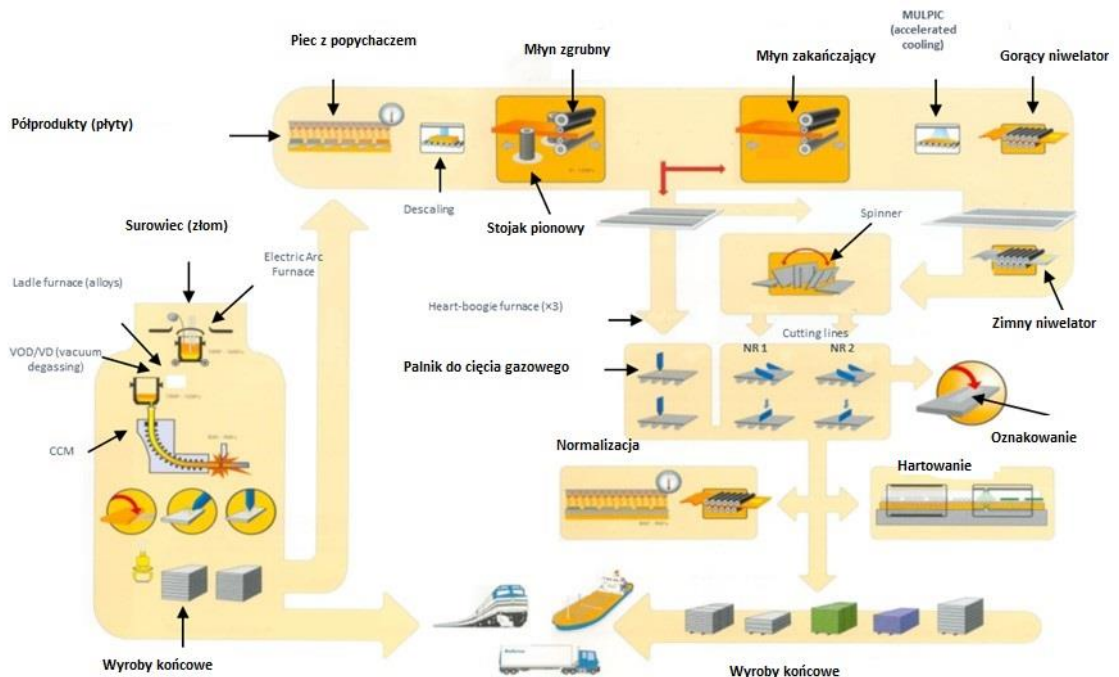 MULPIC
(accelerated
cooling)
Piec z popychaczem
Młyn zgrubny
Młyn zakańczający
Gorący niwelator
Półprodukty (płyty)
Descaling
Stojak pionowy
Surowiec (złom)
Spinner
Electric Arc
Furnace
Ladle furnace (alloys)
Heart-boogie furnace (×3)
Zimny niwelator
Cutting lines
NR 1
NR 2
VOD/VD (vacuum
degassing)
Palnik do cięcia gazowego
CCM
Oznakowanie
Normalizacja
Hartowanie
Wyroby końcowe
Wyroby końcowe